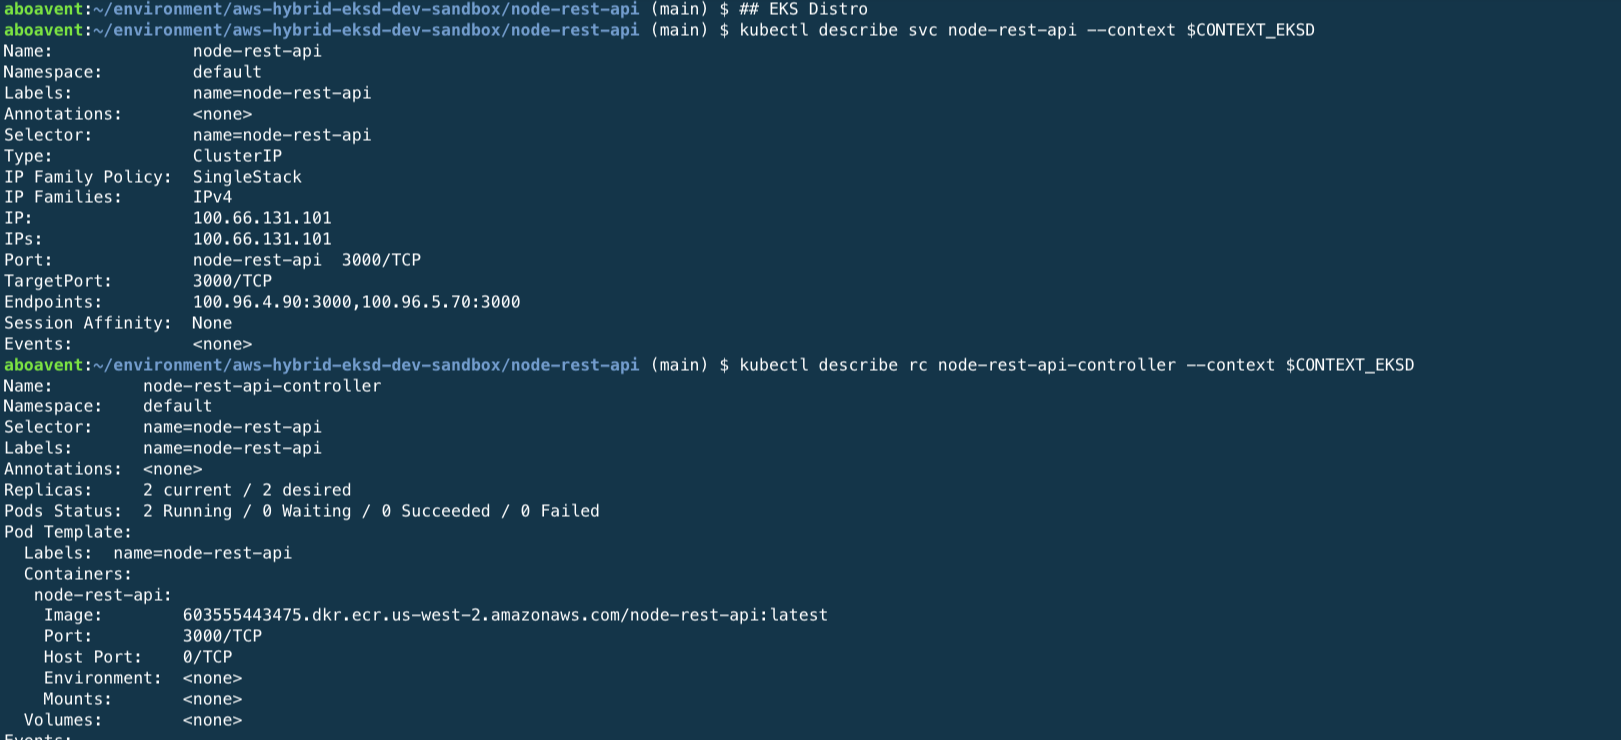 aboavent:~/environment/aws-hybrid-eksd-dev-sandbox/node-rest-api (main) $ ## EKS Distro
aboavent:~/environment/aws-hybrid-eksd-dev-sandbox/node-rest-api (main) $ kubectl describe svc node-rest-api --context $CONTEXT_EKSD
Name:              node-rest-api
Namespace:         default
Labels:            name=node-rest-api
Annotations:       <none>
Selector:          name=node-rest-api
Type:              ClusterIP
IP Family Policy:  SingleStack
IP Families:       IPv4
IP:                100.66.131.101
IPs:               100.66.131.101
Port:              node-rest-api  3000/TCP
TargetPort:        3000/TCP
Endpoints:         100.96.4.90:3000,100.96.5.70:3000
Session Affinity:  None
Events:            <none>
aboavent:~/environment/aws-hybrid-eksd-dev-sandbox/node-rest-api (main) $ kubectl describe rc node-rest-api-controller --context $CONTEXT_EKSD
Name:         node-rest-api-controller
Namespace:    default
Selector:     name=node-rest-api
Labels:       name=node-rest-api
Annotations:  <none>
Replicas:     2 current / 2 desired
Pods Status:  2 Running / 0 Waiting / 0 Succeeded / 0 Failed
Pod Template:
  Labels:  name=node-rest-api
  Containers:
   node-rest-api:
    Image:        603555443475.dkr.ecr.us-west-2.amazonaws.com/node-rest-api:latest
    Port:         3000/TCP
    Host Port:    0/TCP
    Environment:  <none>
    Mounts:       <none>
  Volumes:        <none>
Events: